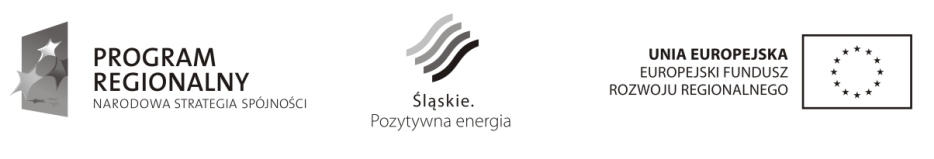 PROGRAM
REGIONALNY
NARODOWA STRATEGIA SPÓJNOŚCI
Śląskie.
Pozytywna energia
UNIA EUROPEJSKA
EUROPEJSKI FUNDUSZ
ROZWOJU REGIONALNEGO